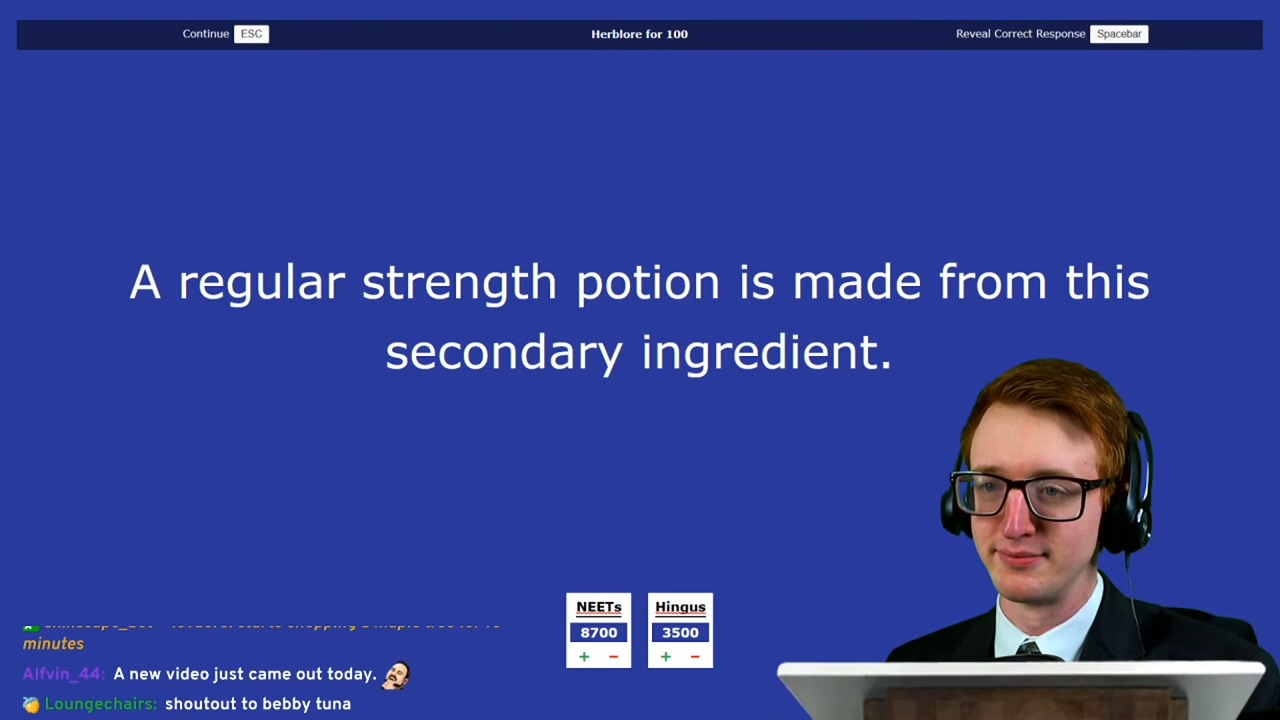 Continue ESC
Herblore for 100
Reveal Correct Response Spacebar
A regular strength potion is made from this
secondary ingredient.
NEETs
8700
+ −
Hingus
3500
+ −
minutes
Alfvin_44: A new video just came out today.
Loungechairs: shoutout to bebby tuna